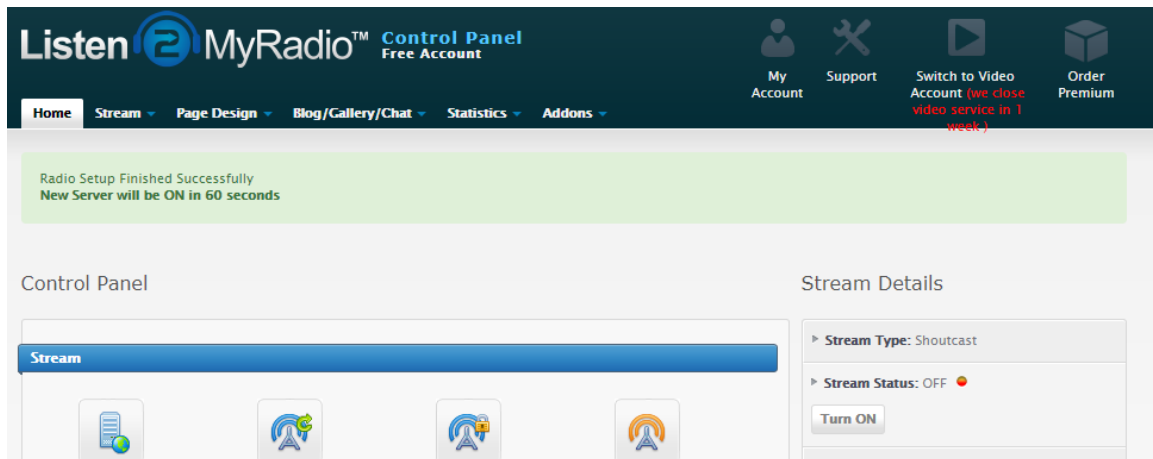 Listen2MyRadio™ Control Panel
Free Account
My
Account
Support
Switch to Video
Account (we close
video service in 1
week )
Order
Premium
Home Stream Page Design Blog/Gallery/Chat Statistics Addons
Radio Setup Finished Successfully
New Server will be ON in 60 seconds
Control Panel
Stream
Stream Details
Stream Type: Shoutcast
Stream Status: OFF
Turn ON